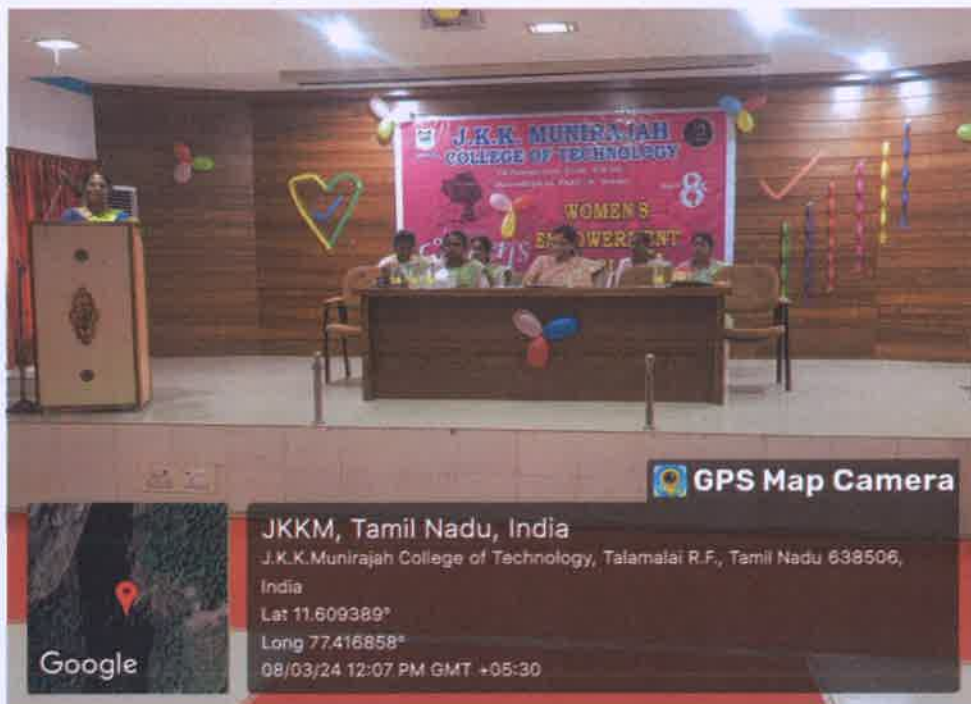 J.K.K. MUNIRAJAH
COLLEGE OF TECHNOLOGY
8
WOMEN'S
EMPOWERMENT
GPS Map Camera
JKKM, Tamil Nadu, India
J.K.K.Munirajah College of Technology, Talamalai R.F., Tamil Nadu 638506,
India
Lat 11.609389°
Long 77.416858°
08/03/24 12:07 PM GMT +05:30
Google